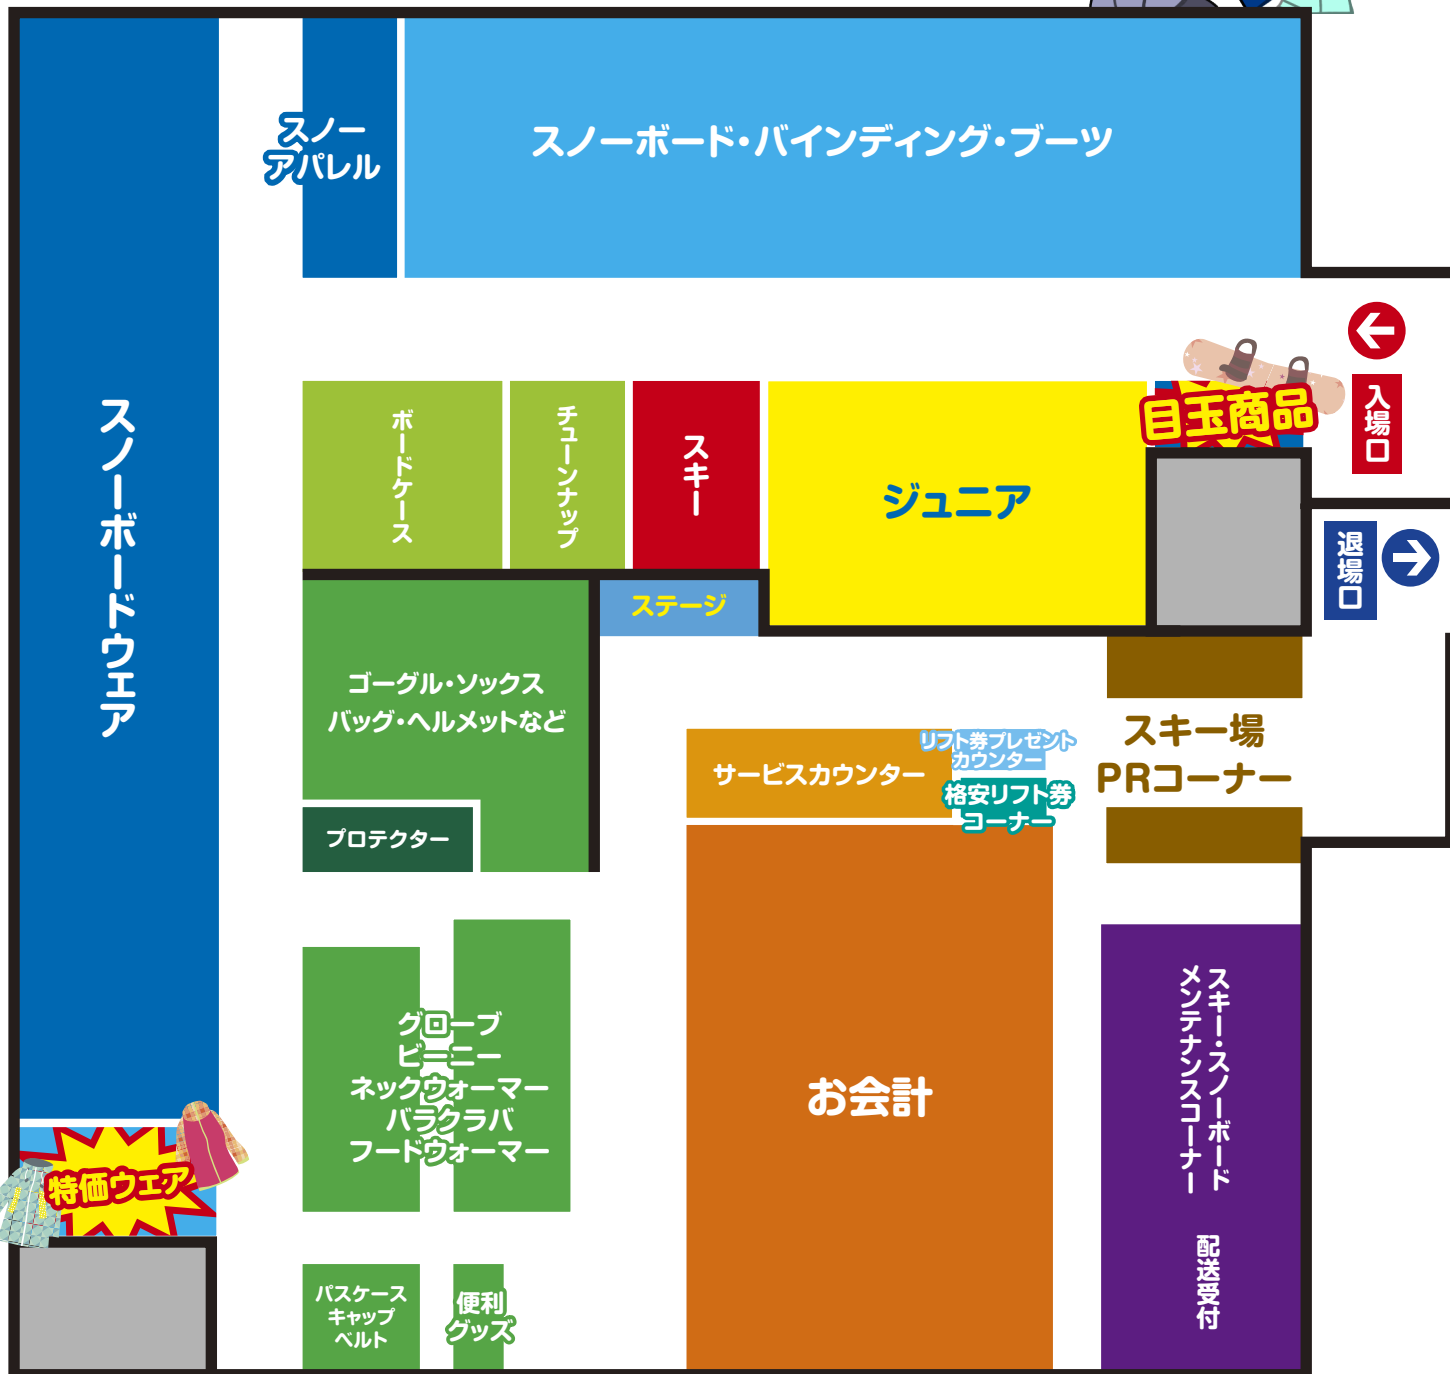 スノー
アパレル
スノーボード・バインディング・ブーツ
スノーボードウェア
ボードケース
チューンナップ
スキー
ジュニア
目玉商品
入場口
退場口
ステージ
ゴーグル・ソックス
バッグ・ヘルメットなど
プロテクター
サービスカウンター
リフト券プレゼント
カウンター
格安リフト券
コーナー
スキー場
PRコーナー
グローブ
ビーニー
ネックウォーマー
バラクラバ
フードウォーマー
お会計
スキー・スノーボード
メンテナンスコーナー
配送受付
特価ウェア
パスケース
キャップ
ベルト
便利
グッズ